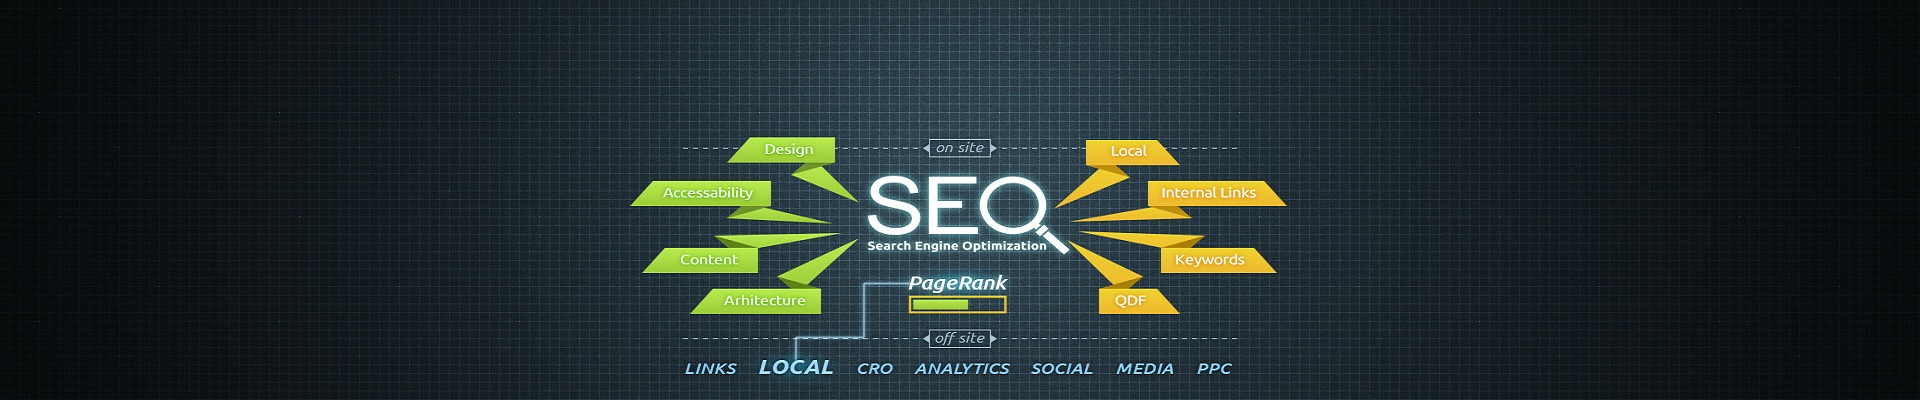 Design
on site
Local
Accessability
SEO
Internal Links
Search Engine Optimization
Content
Keywords
PageRank
Arhitecture
QDF
off site
LINKS LOCAL CRO ANALYTICS SOCIAL MEDIA PPC